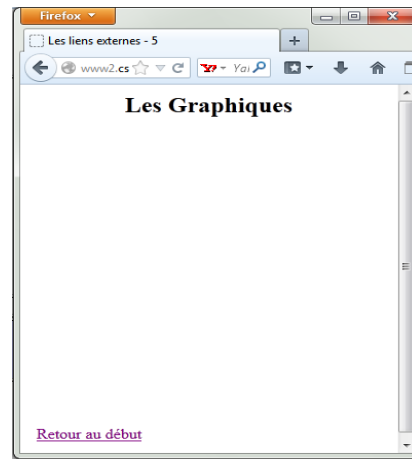 Firefox
Les liens externes - 5
www2.cs
Les Graphiques
Retour au début